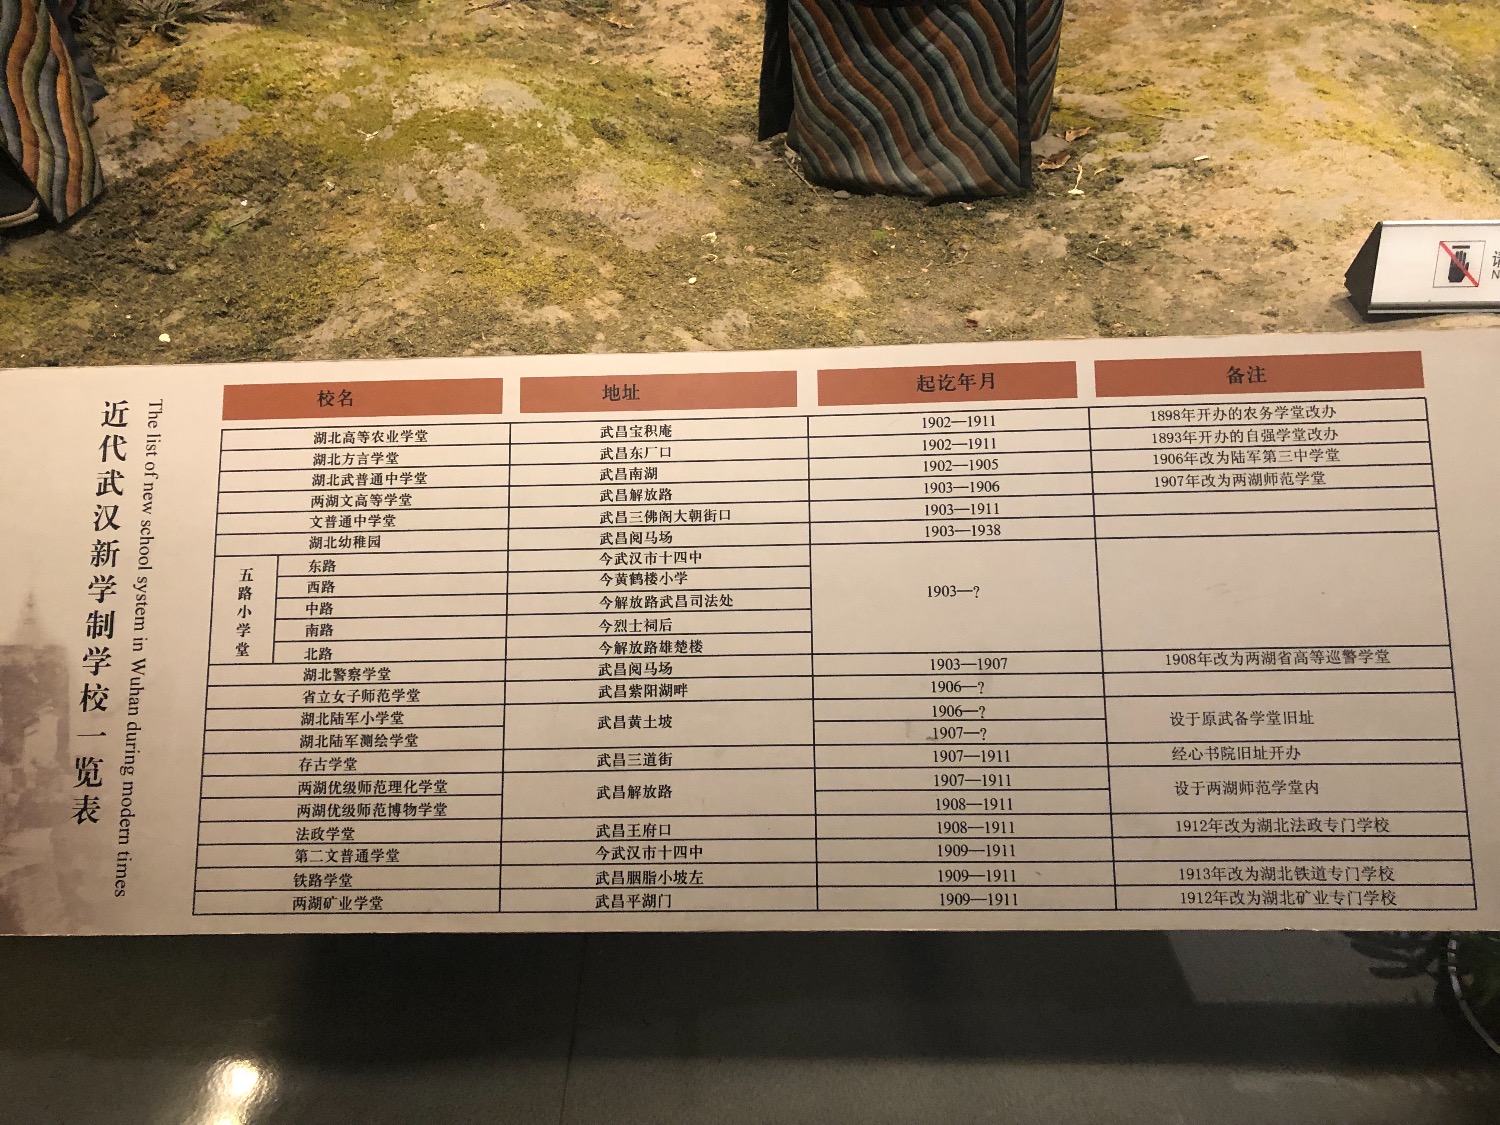 近代武汉新学制学校一览表
The list of new school system in Wuhan during modern times
校名 地址 起讫年月 备注
湖北高等农业学堂 武昌宝积庵 1902—1911 1898年开办的农务学堂改办
湖北方言学堂 武昌东厂口 1902—1911 1893年开办的自强学堂改办
湖北武普通中学堂 武昌南湖 1902—1905 1906年改为陆军第三中学堂
两湖文高等学堂 武昌解放路 1903—1906 1907年改为两湖师范学堂
文普通中学堂 武昌三佛阁大朝街口 1903—1911
湖北幼稚园 武昌阅马场 1903—1938
五路小学堂 东路 今武汉市十四中 1903—?
西路 今黄鹤楼小学
中路 今解放路武昌司法处
南路 今烈士祠后
北路 今解放路雄楚楼
湖北警察学堂 武昌阅马场 1903—1907 1908年改为两湖省高等巡警学堂
省立女子师范学堂 武昌紫阳湖畔 1906—?
湖北陆军小学堂 武昌黄土坡 1906—? 设于原武备学堂旧址
湖北陆军测绘学堂 1907—?
存古学堂 武昌三道街 1907—1911 经心书院旧址开办
两湖优级师范理化学堂 武昌解放路 1907—1911 设于两湖师范学堂内
两湖优级师范博物学堂 1908—1911
法政学堂 武昌王府口 1908—1911 1912年改为湖北法政专门学校
第二文普通学堂 今武汉市十四中 1909—1911
铁路学堂 武昌胭脂小坡左 1909—1911 1913年改为湖北铁道专门学校
两湖矿业学堂 武昌平湖门 1909—1911 1912年改为湖北矿业专门学校